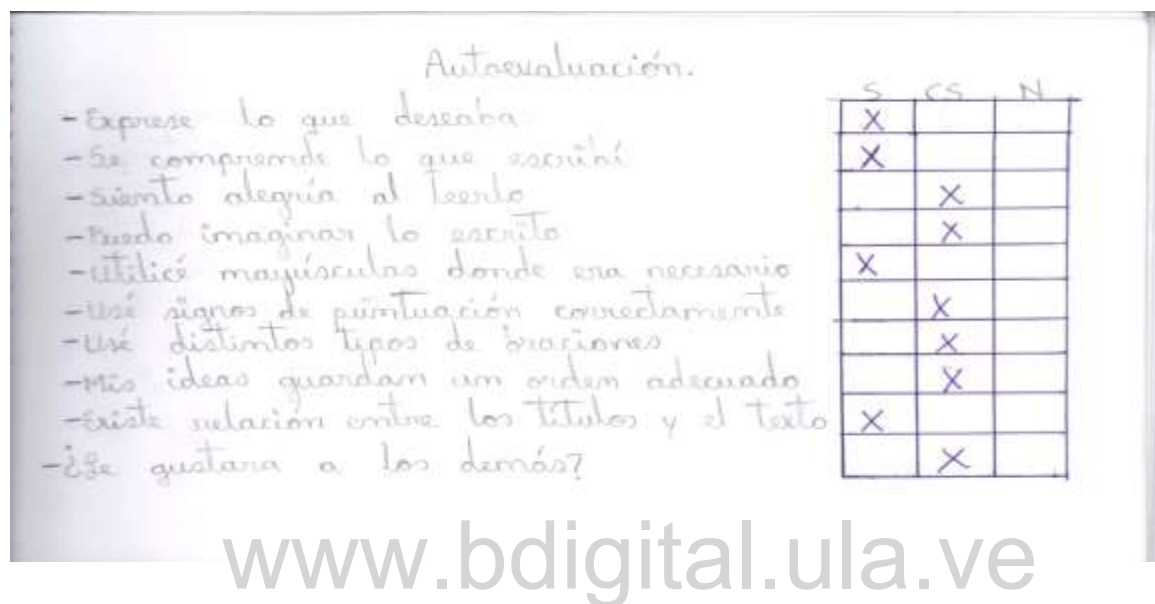 Autoevaluación.
S CS N
- Exprese lo que deseaba X
- Se comprende lo que escribí X
- Siento alegría al leerlo X
- Puedo imaginar lo escrito X
- Utilicé mayúsculas donde era necesario X
- Usé signos de puntuación correctamente X
- Usé distintos tipos de oraciones X
- Mis ideas guardan un orden adecuado X
- Existe relación entre los títulos y el texto X
- ¿Le gustara a los demás? X
www.bdigital.ula.ve